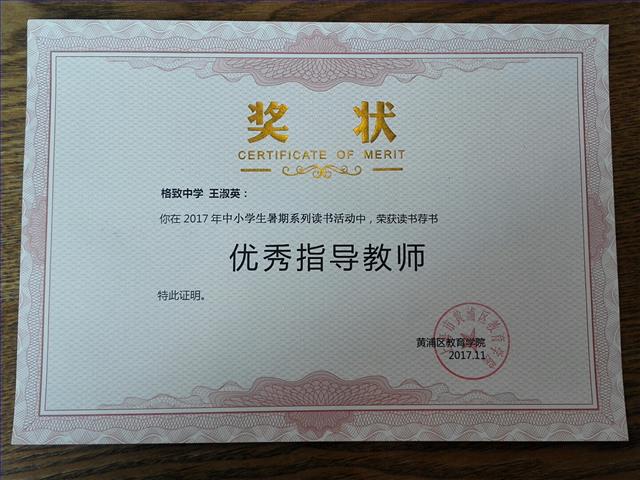 奖 状
CERTIFICATE OF MERIT
格致中学 王淑英：
你在 2017 年中小学生暑期系列读书活动中，荣获读书荐书
优秀指导教师
特此证明。
黄浦区教育学院
2017.11